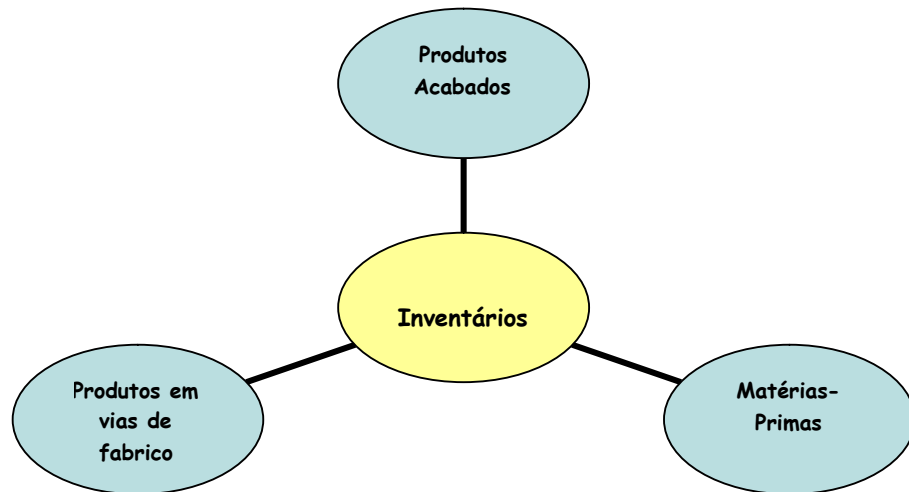 Produtos
Acabados
Inventários
Produtos em
vias de
fabrico
Matérias-
Primas